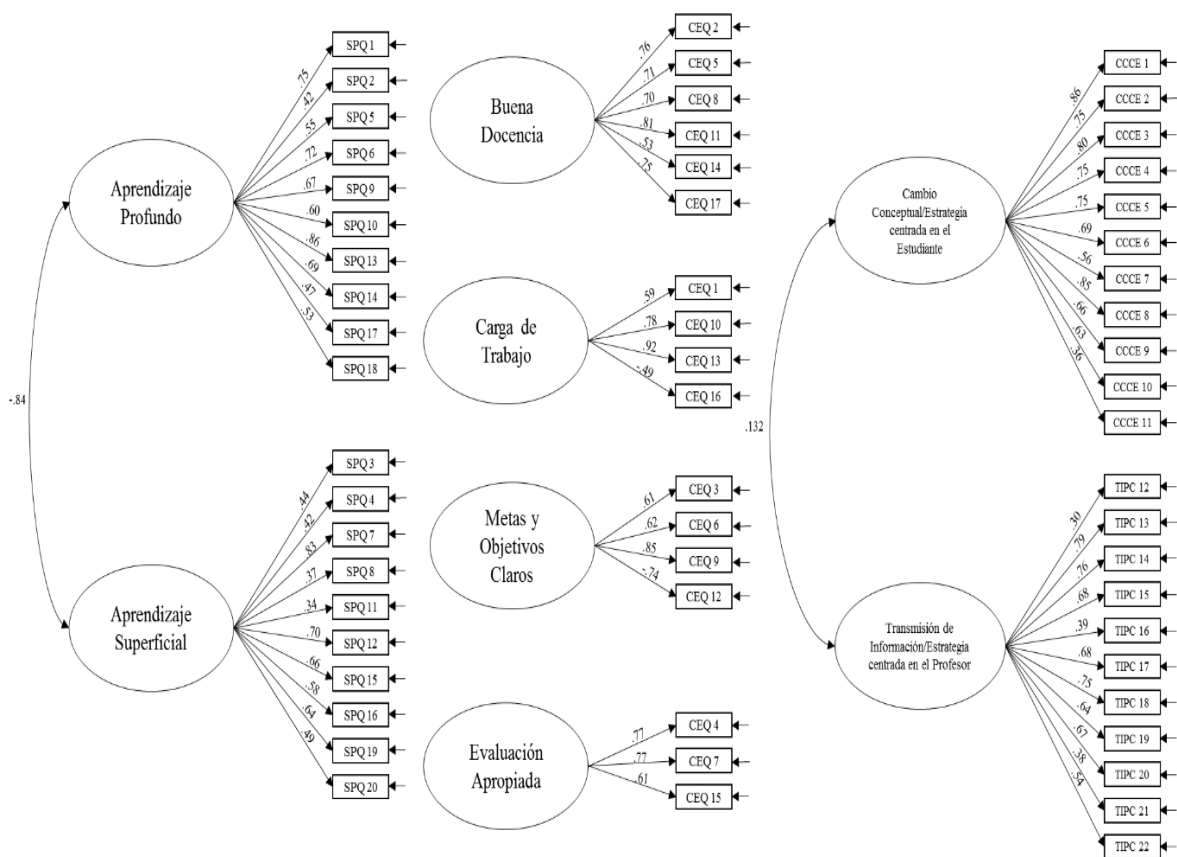 SPQ 1
.75
SPQ 2
.42
SPQ 5
.55
SPQ 6
.72
SPQ 9
.67
SPQ 10
.60
SPQ 13
.86
SPQ 14
.69
SPQ 17
.47
SPQ 18
.53
Aprendizaje
Profundo
-.84
SPQ 3
.44
SPQ 4
.42
SPQ 7
.83
SPQ 8
.37
SPQ 11
.34
SPQ 12
.70
SPQ 15
.66
SPQ 16
.58
SPQ 19
.64
SPQ 20
.49
Aprendizaje
Superficial
Buena
Docencia
CEQ 2
.76
CEQ 5
.71
CEQ 8
.70
CEQ 11
.81
CEQ 14
.53
CEQ 17
.75
Carga de
Trabajo
CEQ 1
.59
CEQ 10
.78
CEQ 13
.92
CEQ 16
-.49
Metas y
Objetivos
Claros
CEQ 3
.61
CEQ 6
.62
CEQ 9
.85
CEQ 12
-.74
Evaluación
Apropiada
CEQ 4
.77
CEQ 7
.77
CEQ 15
.61
Cambio
Conceptual/Estrategia
centrada en el
Estudiante
CCCE 1
.86
CCCE 2
.75
CCCE 3
.80
CCCE 4
.75
CCCE 5
.75
CCCE 6
.69
CCCE 7
.56
CCCE 8
.85
CCCE 9
.66
CCCE 10
.63
CCCE 11
.36
.132
Transmisión de
Información/Estrategia
centrada en el Profesor
TIPC 12
.30
TIPC 13
.79
TIPC 14
.76
TIPC 15
.68
TIPC 16
.39
TIPC 17
.68
TIPC 18
.75
TIPC 19
.64
TIPC 20
.67
TIPC 21
.38
TIPC 22
.54